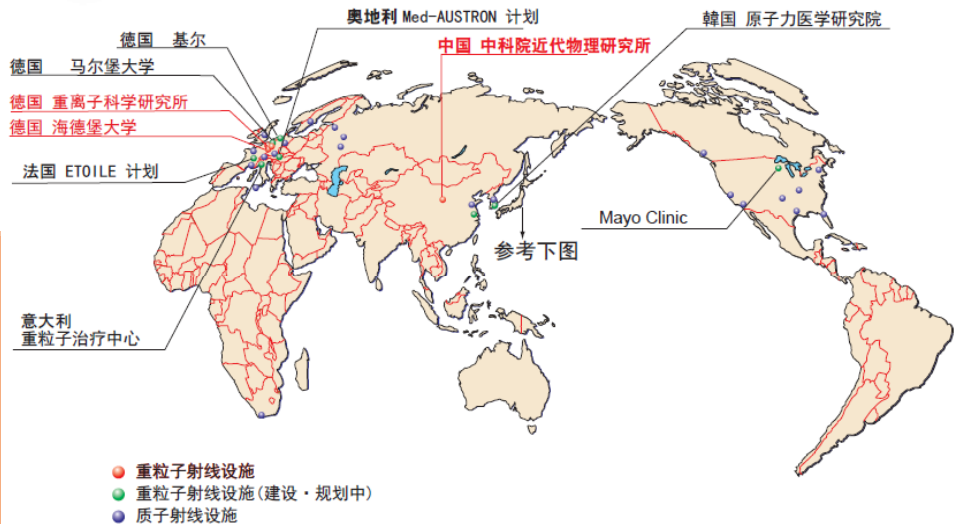 奥地利 Med-AUSTRON 计划
韓国 原子力医学研究院
德国 基尔
中国 中科院近代物理研究所
德国 马尔堡大学
德国 重离子科学研究所
德国 海德堡大学
法国 ETOILE 计划
Mayo Clinic
参考下图
意大利
重粒子治疗中心
重粒子射线设施
重粒子射线设施(建设·规划中)
质子射线设施